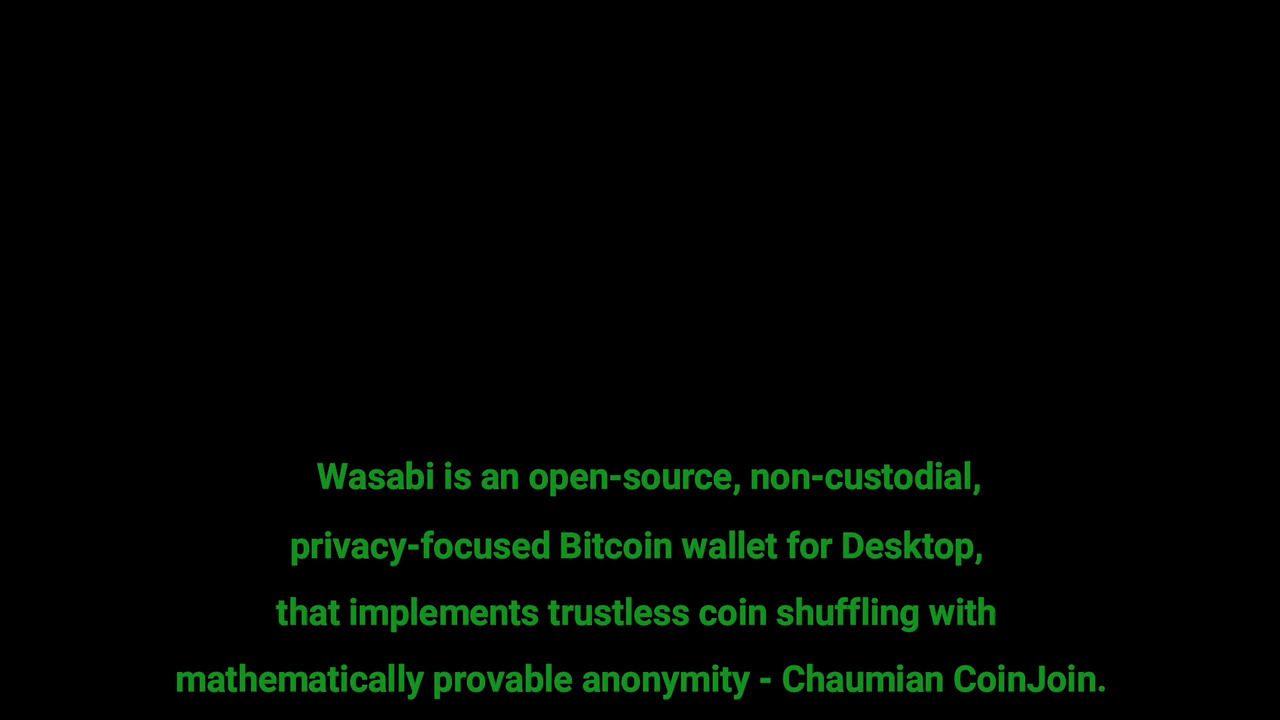 Wasabi is an open-source, non-custodial,
privacy-focused Bitcoin wallet for Desktop,
that implements trustless coin shuffling with
mathematically provable anonymity - Chaumian CoinJoin.